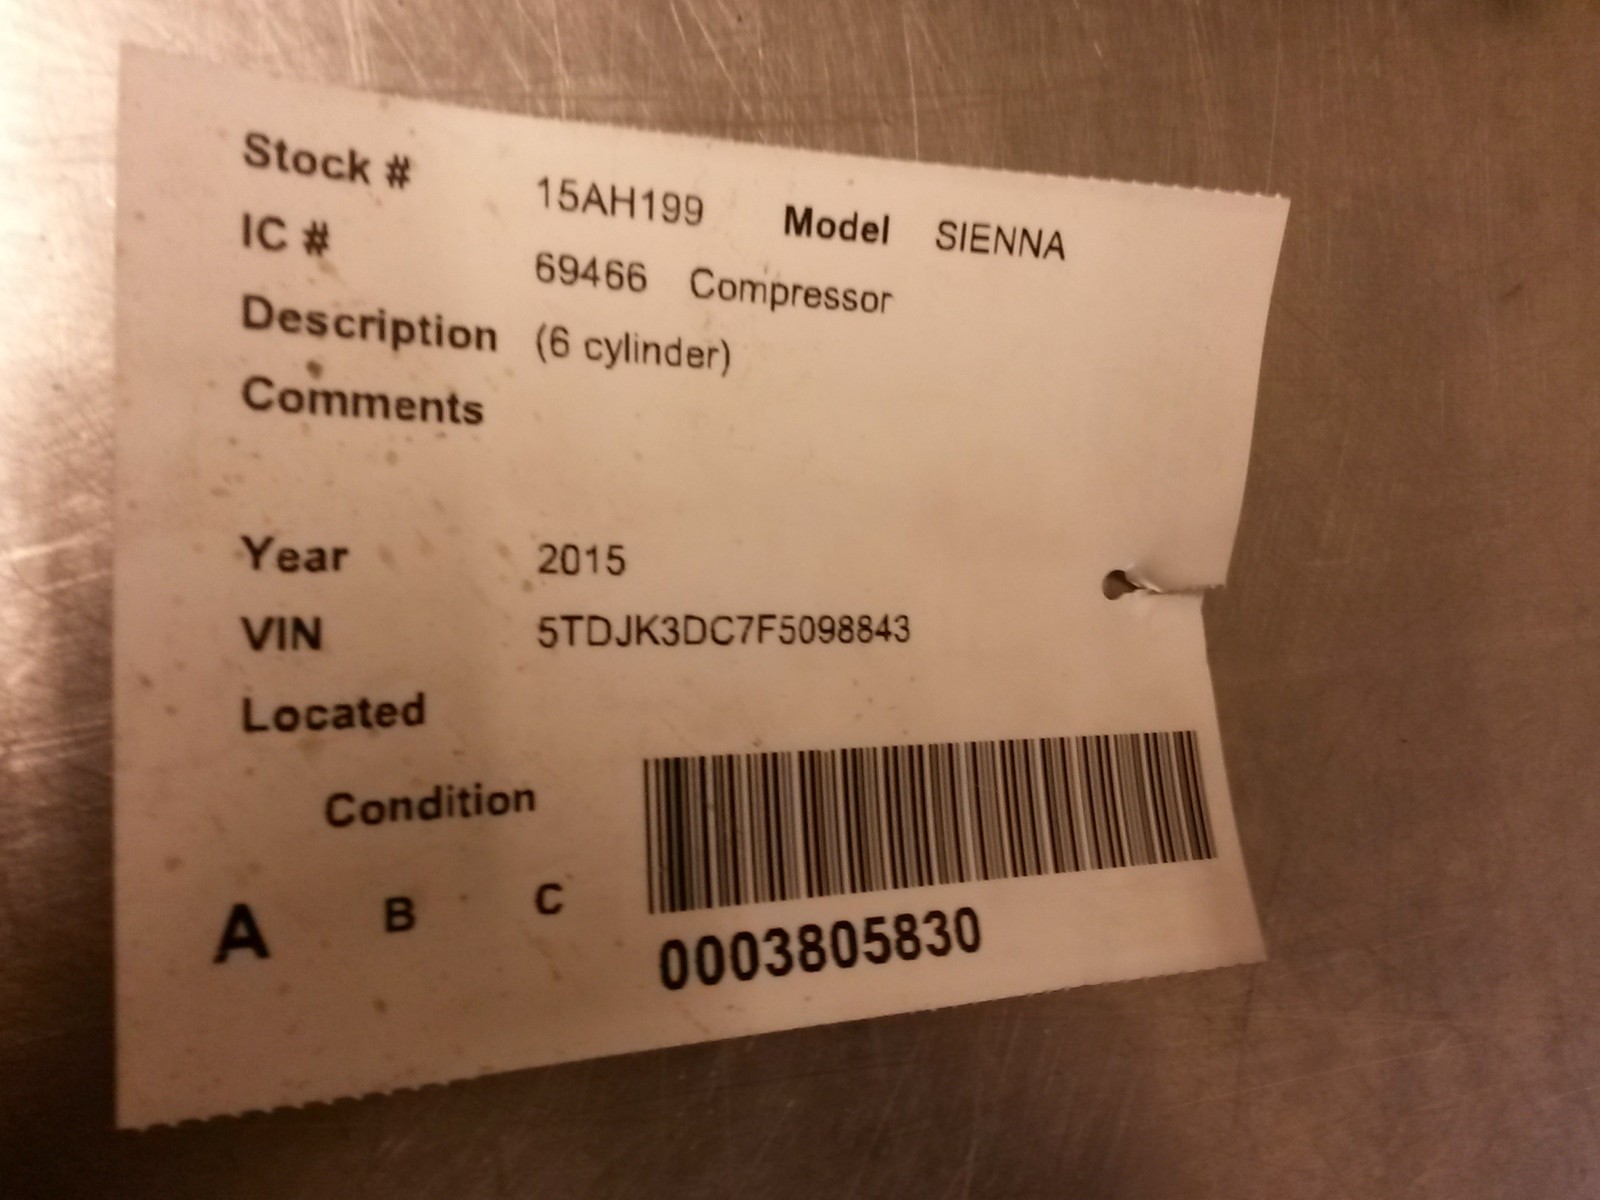 Stock # 15AH199 Model SIENNA
IC # 69466 Compressor
Description (6 cylinder)
Comments
Year 2015
VIN 5TDJK3DC7F5098843
Located
Condition
A B C
0003805830